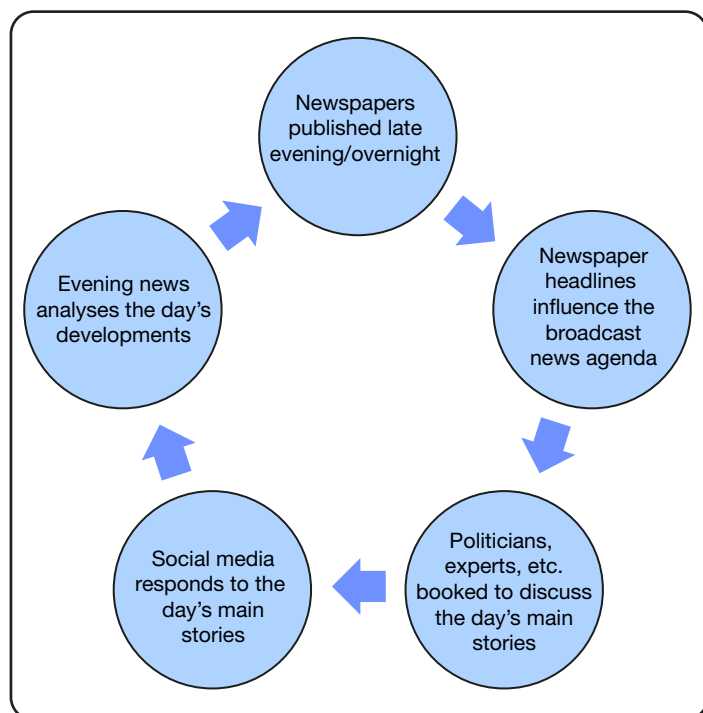 Newspapers
published late
evening/overnight
Newspaper
headlines
influence the
broadcast
news agenda
Politicians,
experts, etc.
booked to discuss
the day’s main
stories
Social media
responds to the
day’s main
stories
Evening news
analyses the day’s
developments